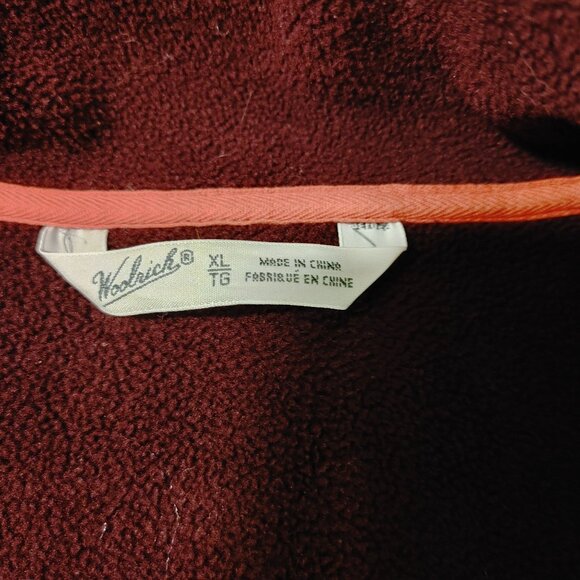 Woolrich®
XL
TG
MADE IN CHINA
FABRIQUÉ EN CHINE